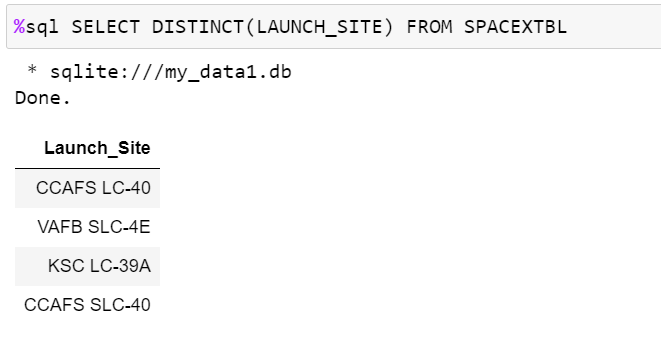 %sql SELECT DISTINCT(LAUNCH_SITE) FROM SPACEXTBL
* sqlite:///my_data1.db
Done.
Launch_Site
CCAFS LC-40
VAFB SLC-4E
KSC LC-39A
CCAFS SLC-40